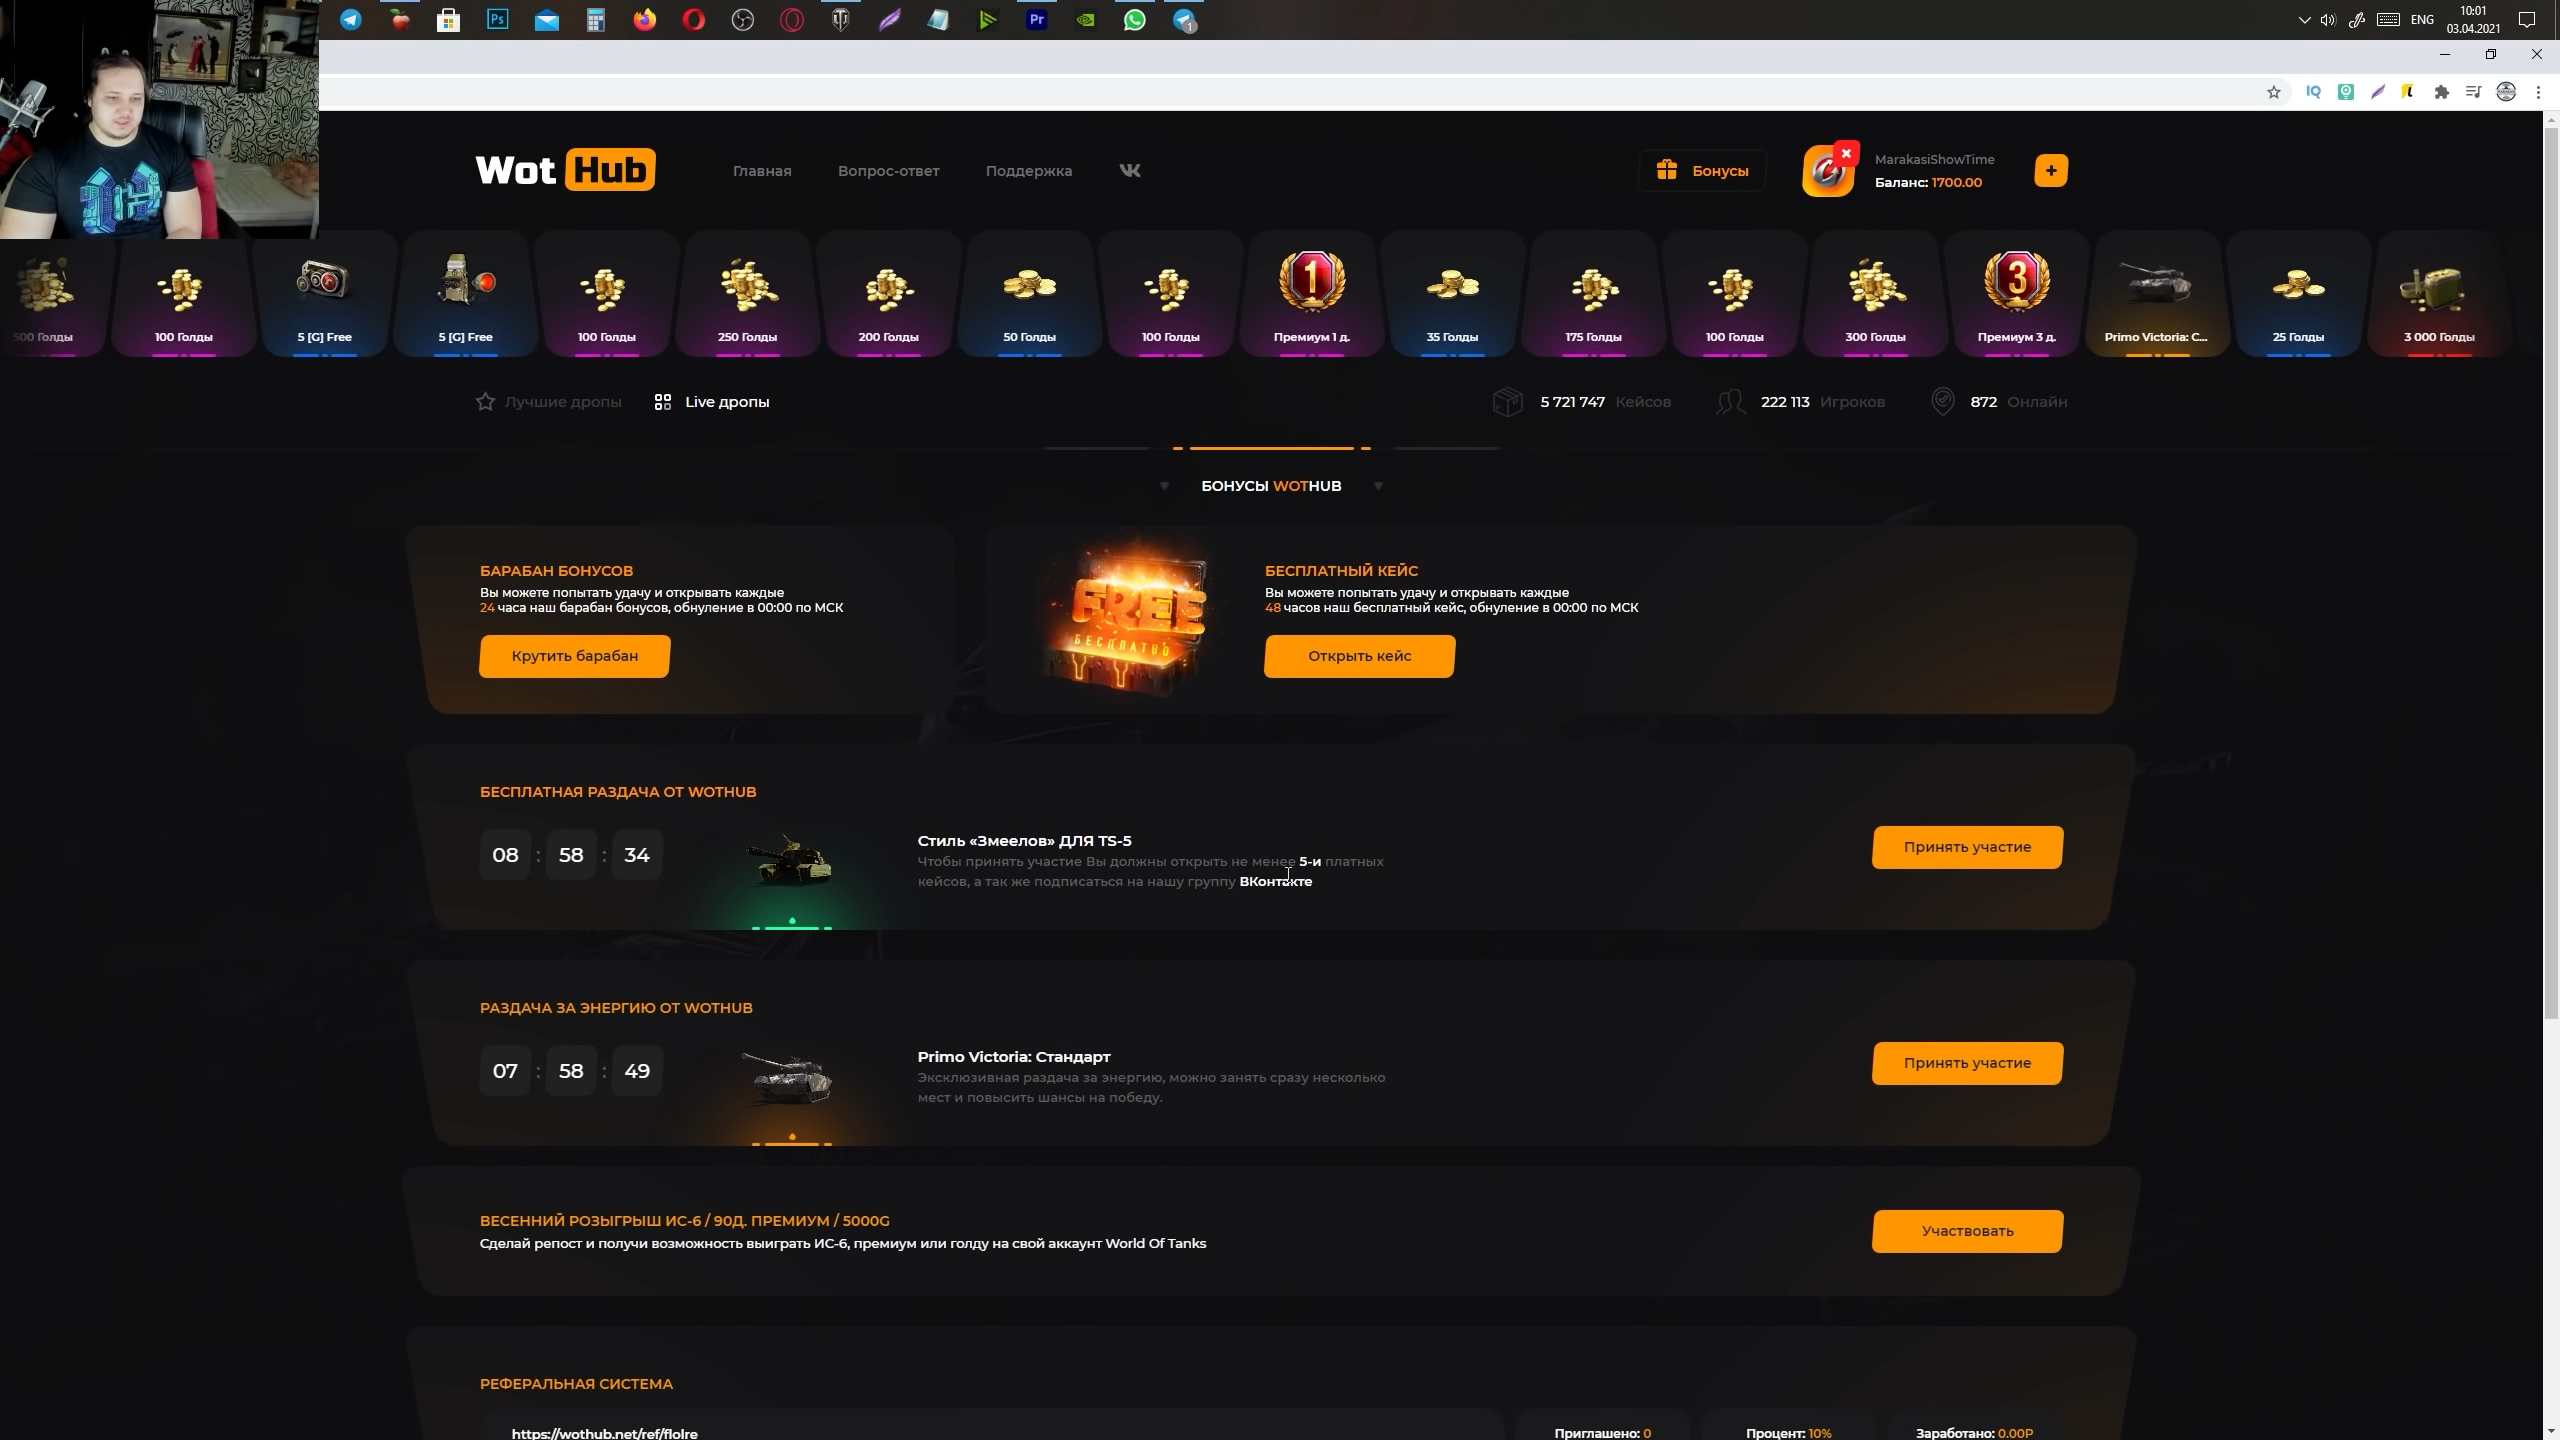 ENG
10:01
03.04.2021
Wot Hub
Главная
Вопрос-ответ
Поддержка
Бонусы
MarakasiShowTime
Баланс: 1700.00
500 Голды
100 Голды
5 [G] Free
5 [G] Free
100 Голды
250 Голды
200 Голды
50 Голды
100 Голды
Премиум 1 д.
35 Голды
175 Голды
100 Голды
300 Голды
Премиум 3 д.
Primo Victoria: С...
25 Голды
3 000 Голды
Лучшие дропы
Live дропы
5 721 747 Кейсов
222 113 Игроков
872 Онлайн
БОНУСЫ WOTHUB
БАРАБАН БОНУСОВ
Вы можете попытать удачу и открывать каждые
24 часа наш барабан бонусов, обнуление в 00:00 по МСК
Крутить барабан
FREE
БЕСПЛАТНО
БЕСПЛАТНЫЙ КЕЙС
Вы можете попытать удачу и открывать каждые
48 часов наш бесплатный кейс, обнуление в 00:00 по МСК
Открыть кейс
БЕСПЛАТНАЯ РАЗДАЧА ОТ WOTHUB
08 : 58 : 34
Стиль «Змеелов» ДЛЯ TS-5
Чтобы принять участие Вы должны открыть не менее 5-и платных
кейсов, а так же подписаться на нашу группу ВКонтакте
Принять участие
РАЗДАЧА ЗА ЭНЕРГИЮ ОТ WOTHUB
07 : 58 : 49
Primo Victoria: Стандарт
Эксклюзивная раздача за энергию, можно занять сразу несколько
мест и повысить шансы на победу.
Принять участие
ВЕСЕННИЙ РОЗЫГРЫШ ИС-6 / 90Д. ПРЕМИУМ / 5000G
Сделай репост и получи возможность выиграть ИС-6, премиум или голду на свой аккаунт World Of Tanks
Участвовать
РЕФЕРАЛЬНАЯ СИСТЕМА
https://wothub.net/ref/flolre
Приглашено: 0
Процент: 10%
Заработано: 0.00Р